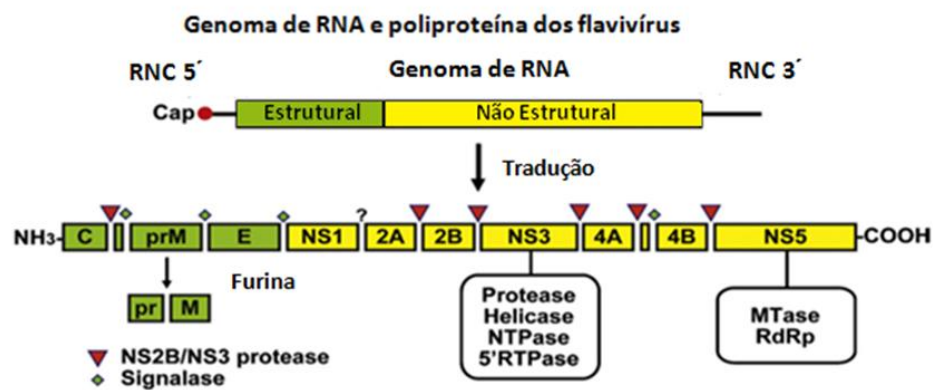 Genoma de RNA e poliproteína dos flavivírus
RNC 5´ Genoma de RNA RNC 3´
Cap Estrutural Não Estrutural
Tradução
?
NH3- C prM E NS1 2A 2B NS3 4A 4B NS5 -COOH
Furina
pr M
Protease
Helicase
NTPase
5'RTPase
MTase
RdRp
NS2B/NS3 protease
Signalase